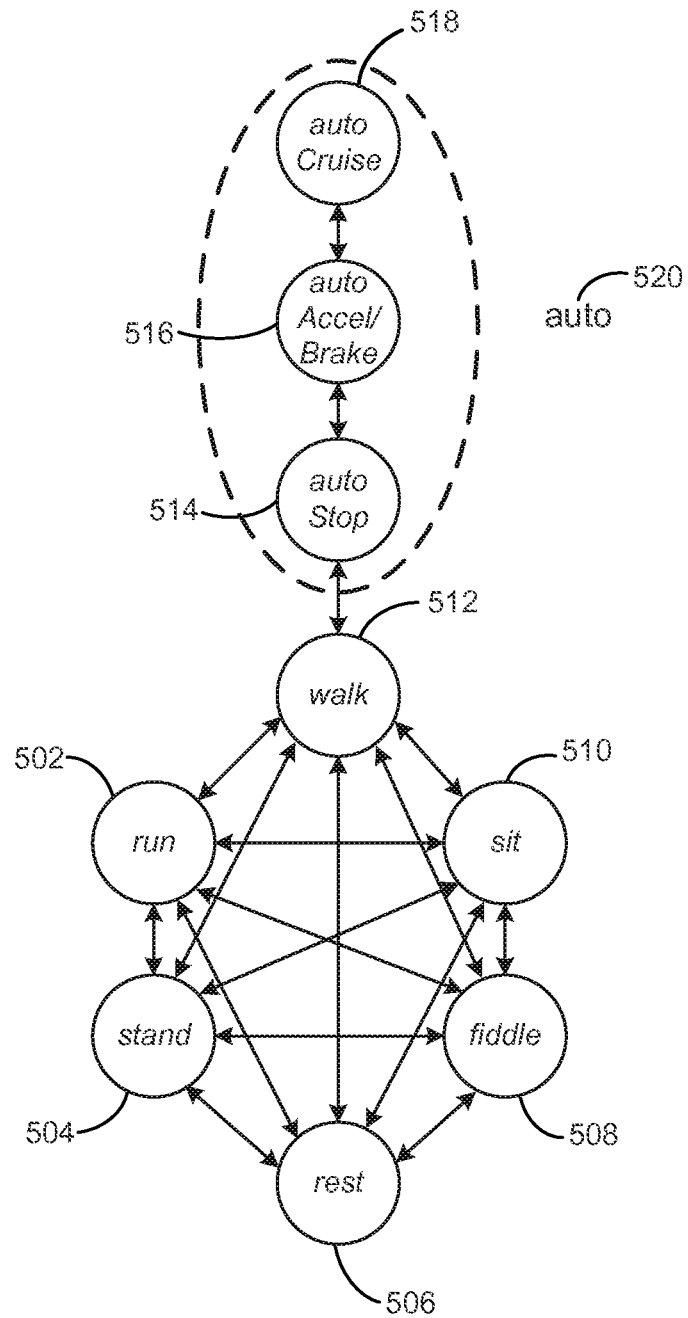 518
auto
Cruise
520
auto
516
auto
Accel/
Brake
514
auto
Stop
512
walk
502
510
run
sit
stand
fiddle
504
508
rest
506